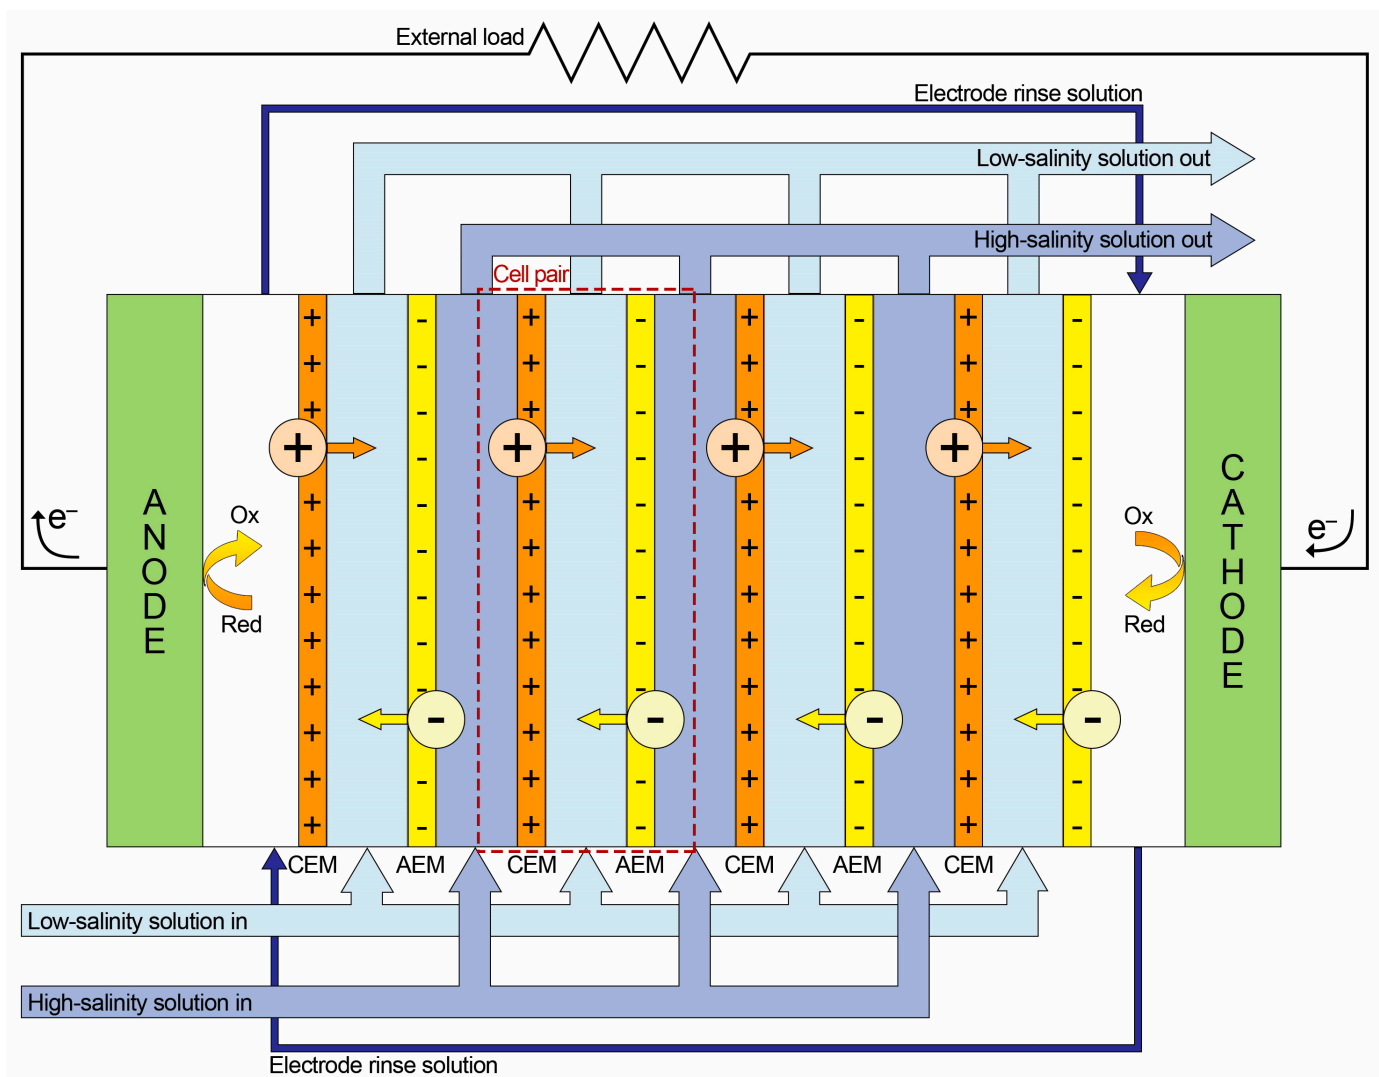 External load
Electrode rinse solution
Low-salinity solution out
High-salinity solution out
Cell pair
+ + + +
- - - -
ANODE
CATHODE
e–
e–
Ox
Red
Ox
Red
CEM AEM CEM AEM CEM AEM CEM
Low-salinity solution in
High-salinity solution in
Electrode rinse solution